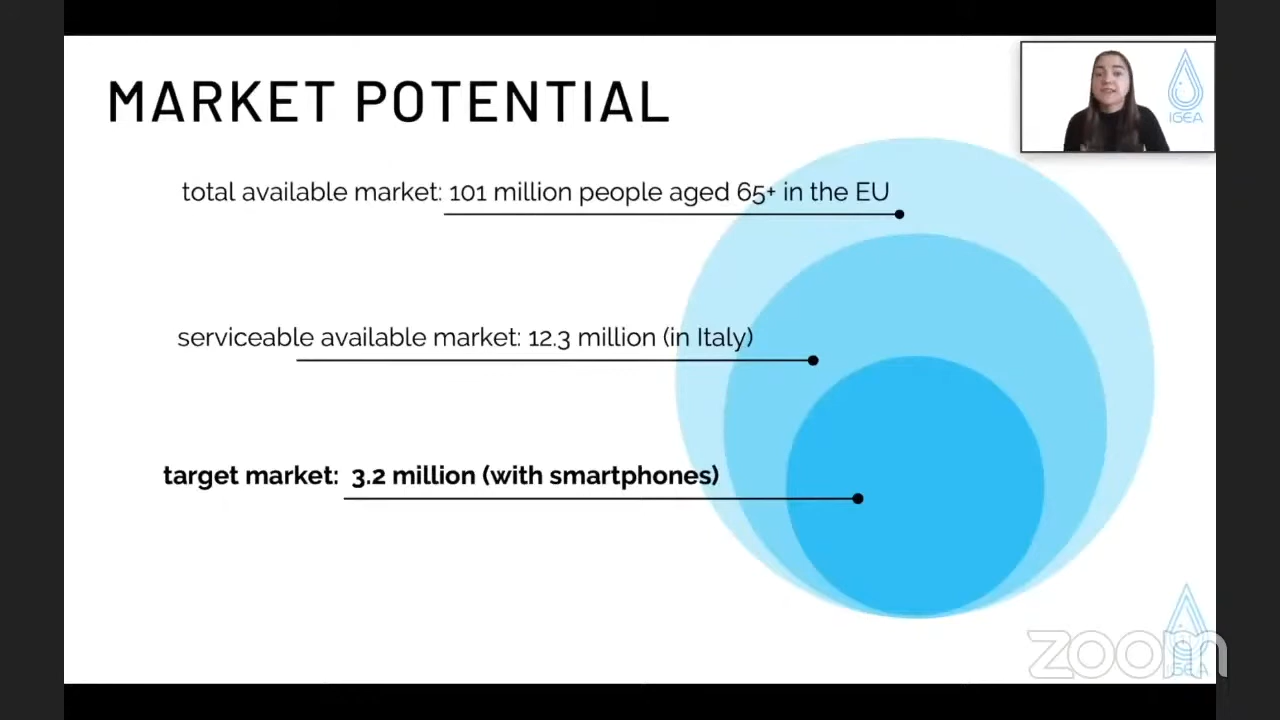 MARKET POTENTIAL
IGEA
total available market: 101 million people aged 65+ in the EU
serviceable available market: 12.3 million (in Italy)
target market: 3.2 million (with smartphones)
zoom
IGEA